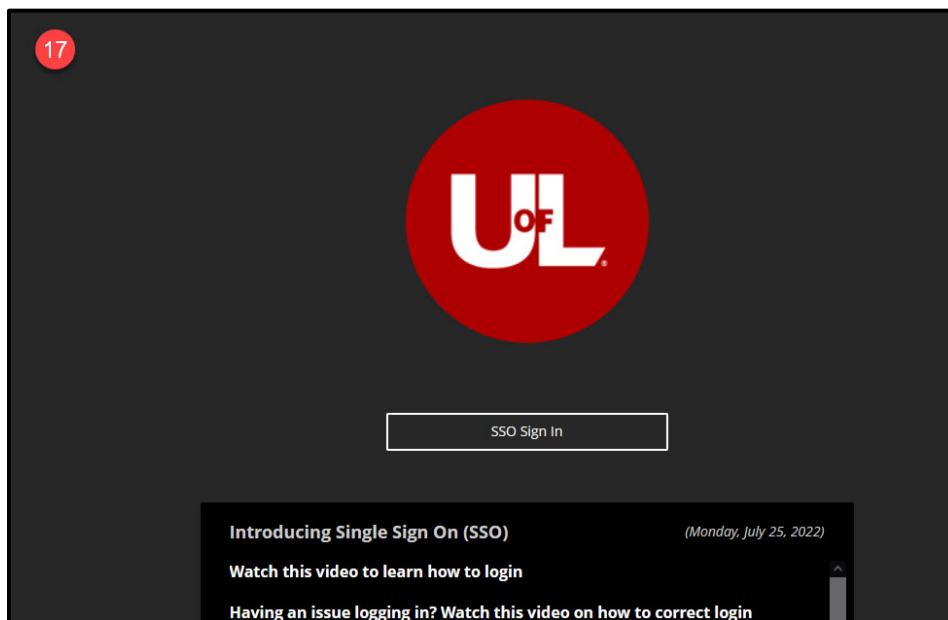 17
U OF L®
SSO Sign In
Introducing Single Sign On (SSO) (Monday, July 25, 2022)
Watch this video to learn how to login
Having an issue logging in? Watch this video on how to correct login